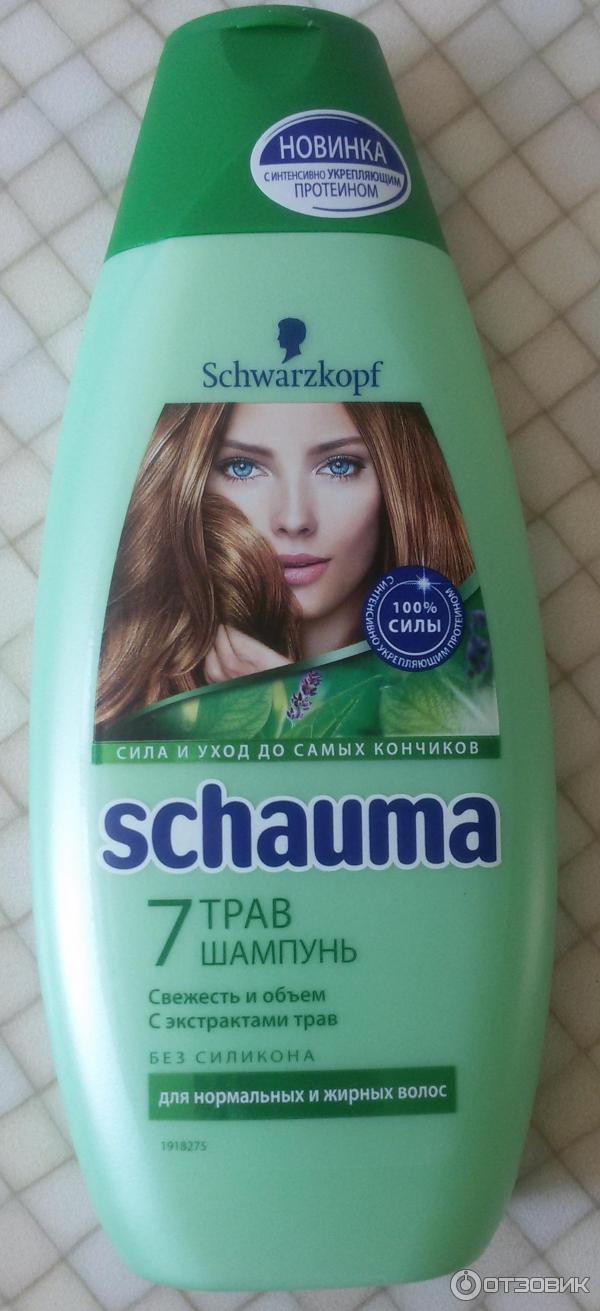 НОВИНКА
С ИНТЕНСИВНО УКРЕПЛЯЮЩИМ
ПРОТЕИНОМ
Schwarzkopf
С ИНТЕНСИВНО УКРЕПЛЯЮЩИМ ПРОТЕИНОМ
100%
СИЛЫ
СИЛА И УХОД ДО САМЫХ КОНЧИКОВ
schauma
7 ТРАВ
ШАМПУНЬ
Свежесть и объем
С экстрактами трав
БЕЗ СИЛИКОНА
для нормальных и жирных волос
1918275
ОТЗОВИК